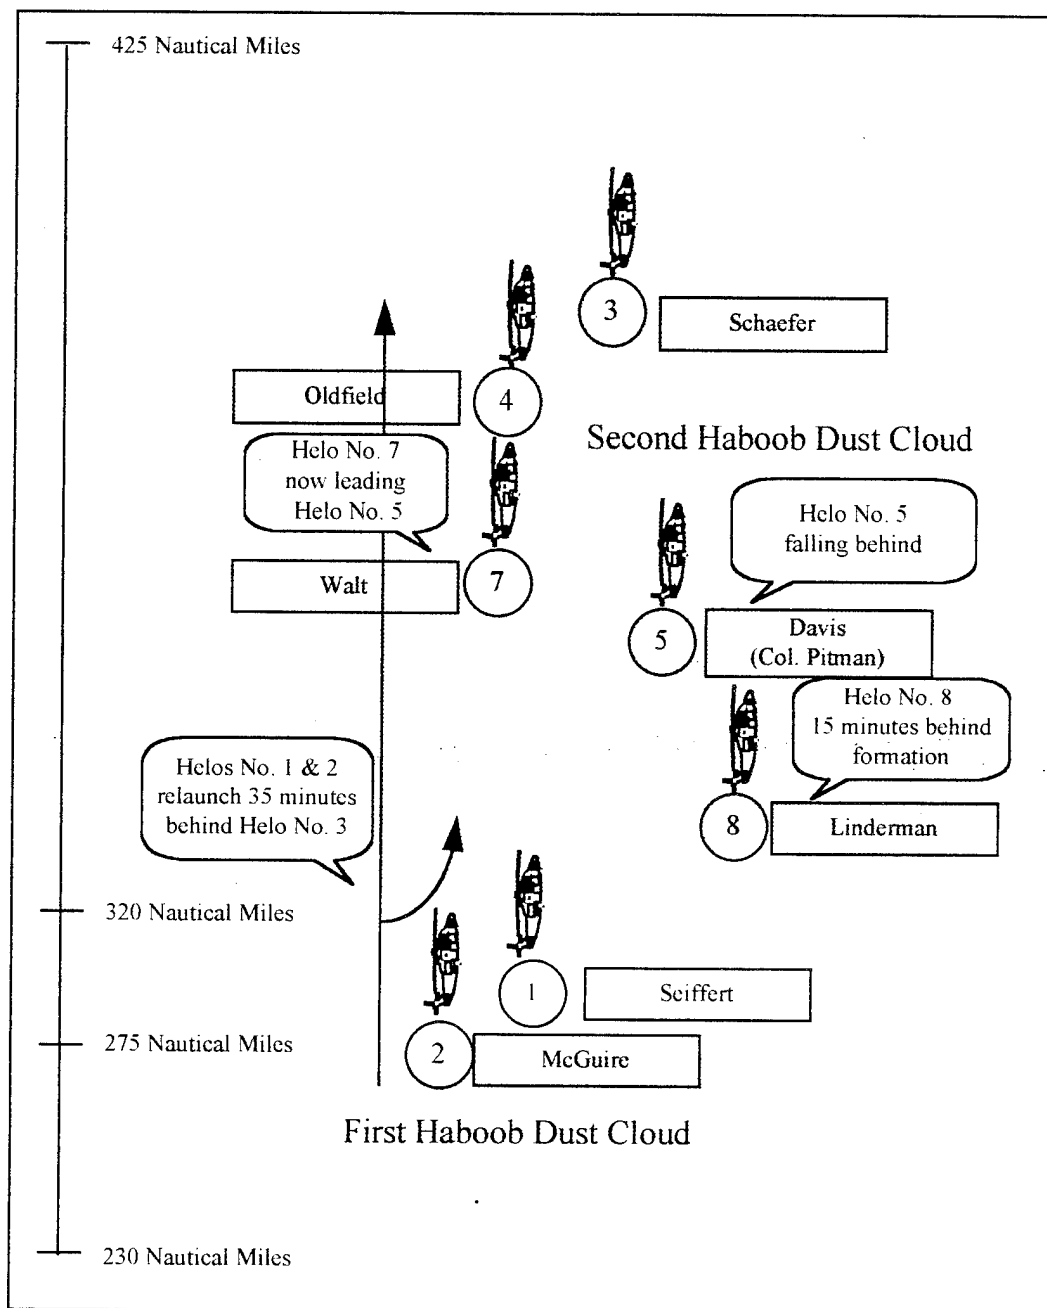 425 Nautical Miles
3
Schaefer
Oldfield
4
Second Haboob Dust Cloud
Helo No. 7
now leading
Helo No. 5
Helo No. 5
falling behind
Walt
7
5
Davis
(Col. Pitman)
Helo No. 8
15 minutes behind
formation
Helos No. 1 & 2
relaunch 35 minutes
behind Helo No. 3
8
Linderman
320 Nautical Miles
1
Seiffert
275 Nautical Miles
2
McGuire
First Haboob Dust Cloud
230 Nautical Miles